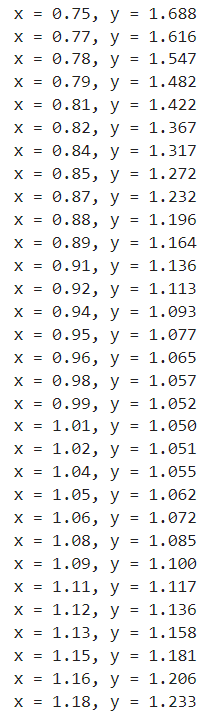 x = 0.75, y = 1.688
x = 0.77, y = 1.616
x = 0.78, y = 1.547
x = 0.79, y = 1.482
x = 0.81, y = 1.422
x = 0.82, y = 1.367
x = 0.84, y = 1.317
x = 0.85, y = 1.272
x = 0.87, y = 1.232
x = 0.88, y = 1.196
x = 0.89, y = 1.164
x = 0.91, y = 1.136
x = 0.92, y = 1.113
x = 0.94, y = 1.093
x = 0.95, y = 1.077
x = 0.96, y = 1.065
x = 0.98, y = 1.057
x = 0.99, y = 1.052
x = 1.01, y = 1.050
x = 1.02, y = 1.051
x = 1.04, y = 1.055
x = 1.05, y = 1.062
x = 1.06, y = 1.072
x = 1.08, y = 1.085
x = 1.09, y = 1.100
x = 1.11, y = 1.117
x = 1.12, y = 1.136
x = 1.13, y = 1.158
x = 1.15, y = 1.181
x = 1.16, y = 1.206
x = 1.18, y = 1.233